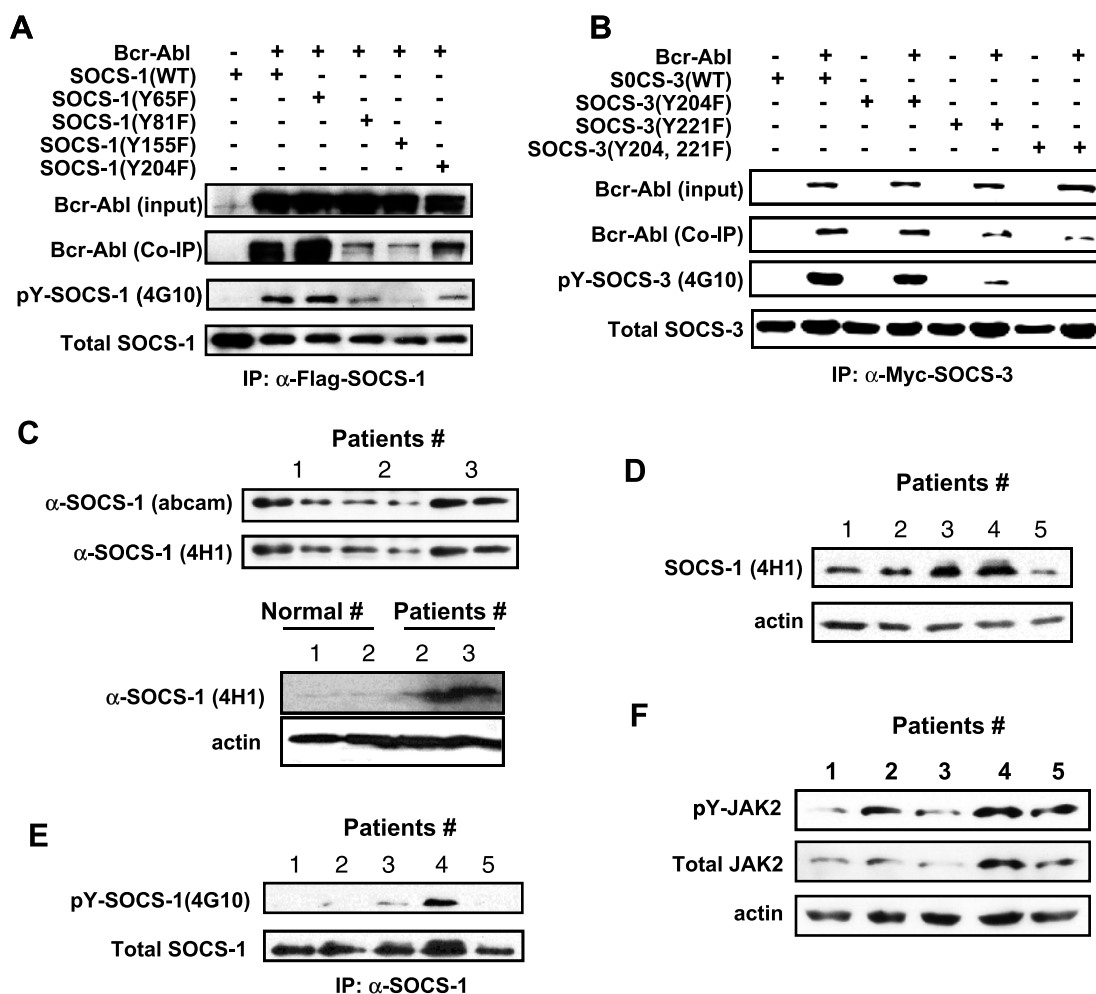 A
Bcr-Abl - + + + + +
SOCS-1(WT) + + - - - -
SOCS-1(Y65F) - - + - - -
SOCS-1(Y81F) - - - + - -
SOCS-1(Y155F) - - - - + -
SOCS-1(Y204F) - - - - - +
Bcr-Abl (input)
Bcr-Abl (Co-IP)
pY-SOCS-1 (4G10)
Total SOCS-1
IP: α-Flag-SOCS-1
B
Bcr-Abl - + - + - + - +
S0CS-3(WT) + + - - - - - -
SOCS-3(Y204F) - - + + - - - -
SOCS-3(Y221F) - - - - + + - -
SOCS-3(Y204, 221F) - - - - - - + +
Bcr-Abl (input)
Bcr-Abl (Co-IP)
pY-SOCS-3 (4G10)
Total SOCS-3
IP: α-Myc-SOCS-3
C
Patients #
1 2 3
α-SOCS-1 (abcam)
α-SOCS-1 (4H1)
Normal # Patients #
1 2 2 3
α-SOCS-1 (4H1)
actin
D
Patients #
1 2 3 4 5
SOCS-1 (4H1)
actin
E
Patients #
1 2 3 4 5
pY-SOCS-1(4G10)
Total SOCS-1
IP: α-SOCS-1
F
Patients #
1 2 3 4 5
pY-JAK2
Total JAK2
actin